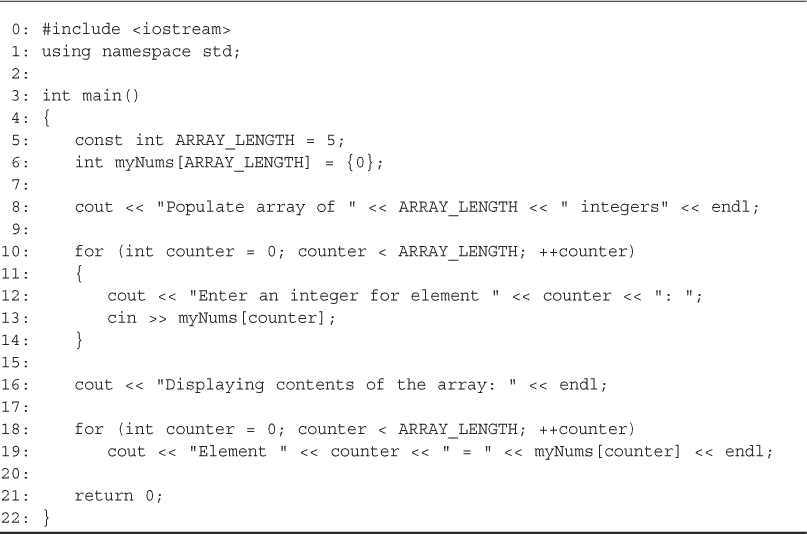 0: #include <iostream>
1: using namespace std;
2:
3: int main()
4: {
5:    const int ARRAY_LENGTH = 5;
6:    int myNums[ARRAY_LENGTH] = {0};
7:
8:    cout << "Populate array of " << ARRAY_LENGTH << " integers" << endl;
9:
10:    for (int counter = 0; counter < ARRAY_LENGTH; ++counter)
11:    {
12:       cout << "Enter an integer for element " << counter << ": ";
13:       cin >> myNums[counter];
14:    }
15:
16:    cout << "Displaying contents of the array: " << endl;
17:
18:    for (int counter = 0; counter < ARRAY_LENGTH; ++counter)
19:       cout << "Element " << counter << " = " << myNums[counter] << endl;
20:
21:    return 0;
22: }